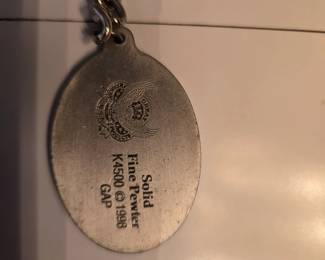 Solid
Fine Pewter
K4500 © 1998
GAP